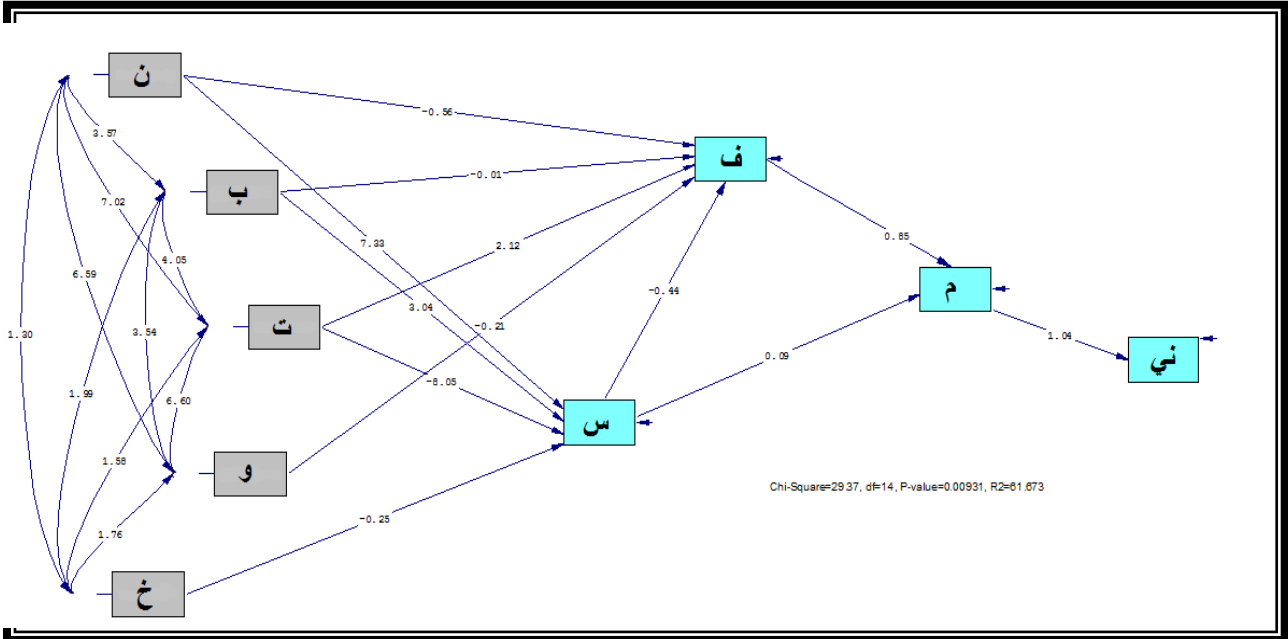 ن
-0.56
3.57
ف
ب
-0.01
7.02
7.33
0.85
2.12
4.05
6.59
م
-0.44
3.04
ت
-0.21
3.54
1.30
1.04
ني
0.09
-8.05
1.99
6.60
س
1.58
و
Chi-Square=29.37, df=14, P-value=0.00931, R2=61.673
-0.25
1.76
خ